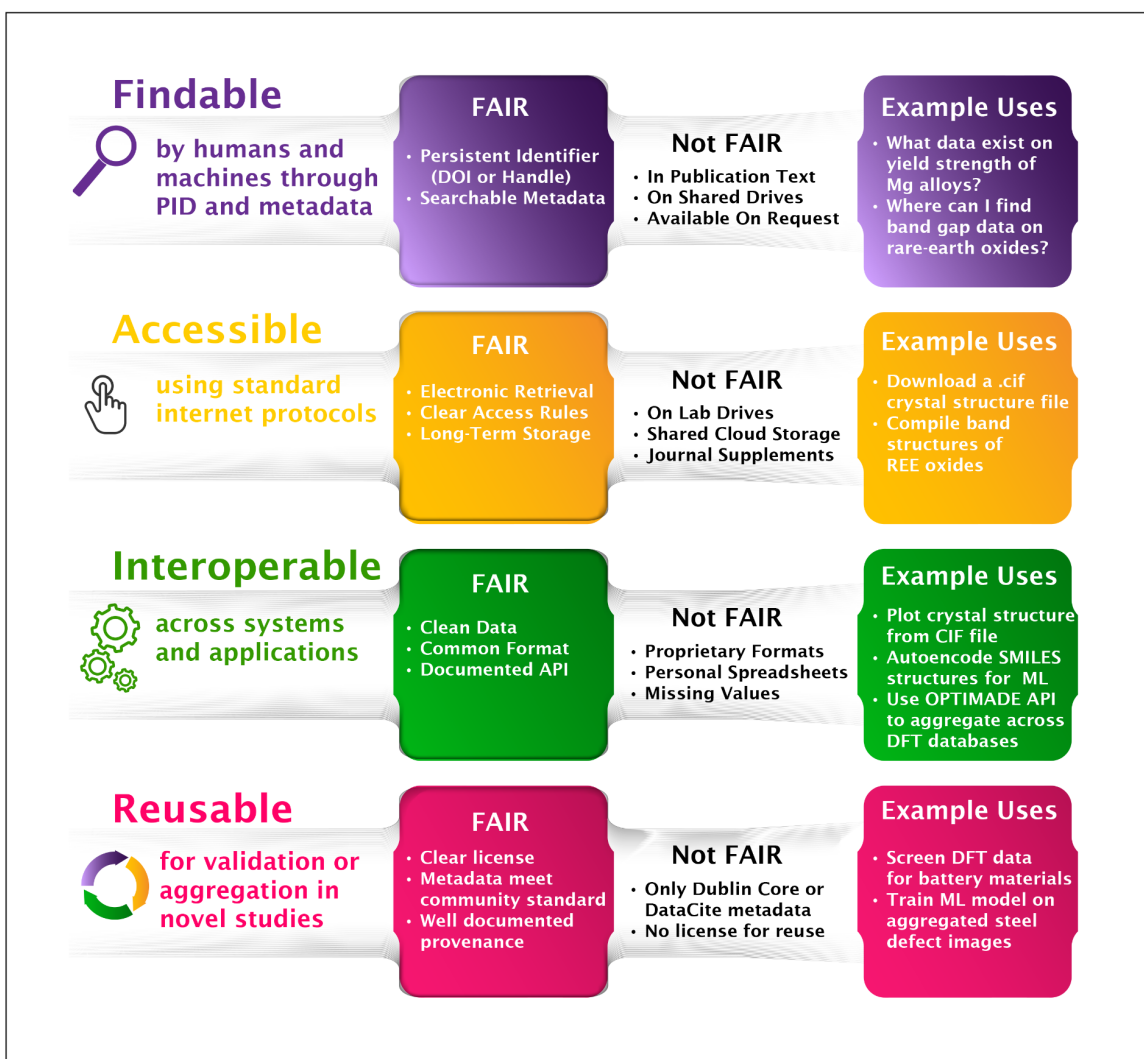 Findable
by humans and
machines through
PID and metadata
FAIR
• Persistent Identifier
(DOI or Handle)
• Searchable Metadata
Not FAIR
• In Publication Text
• On Shared Drives
• Available On Request
Example Uses
• What data exist on
yield strength of
Mg alloys?
• Where can I find
band gap data on
rare-earth oxides?
Accessible
using standard
internet protocols
FAIR
• Electronic Retrieval
• Clear Access Rules
• Long-Term Storage
Not FAIR
• On Lab Drives
• Shared Cloud Storage
• Journal Supplements
Example Uses
• Download a .cif
crystal structure file
• Compile band
structures of
REE oxides
Interoperable
across systems
and applications
FAIR
• Clean Data
• Common Format
• Documented API
Not FAIR
• Proprietary Formats
• Personal Spreadsheets
• Missing Values
Example Uses
• Plot crystal structure
from CIF file
• Autoencode SMILES
structures for ML
• Use OPTIMADE API
to aggregate across
DFT databases
Reusable
for validation or
aggregation in
novel studies
FAIR
• Clear license
• Metadata meet
community standard
• Well documented
provenance
Not FAIR
• Only Dublin Core or
DataCite metadata
• No license for reuse
Example Uses
• Screen DFT data
for battery materials
• Train ML model on
aggregated steel
defect images